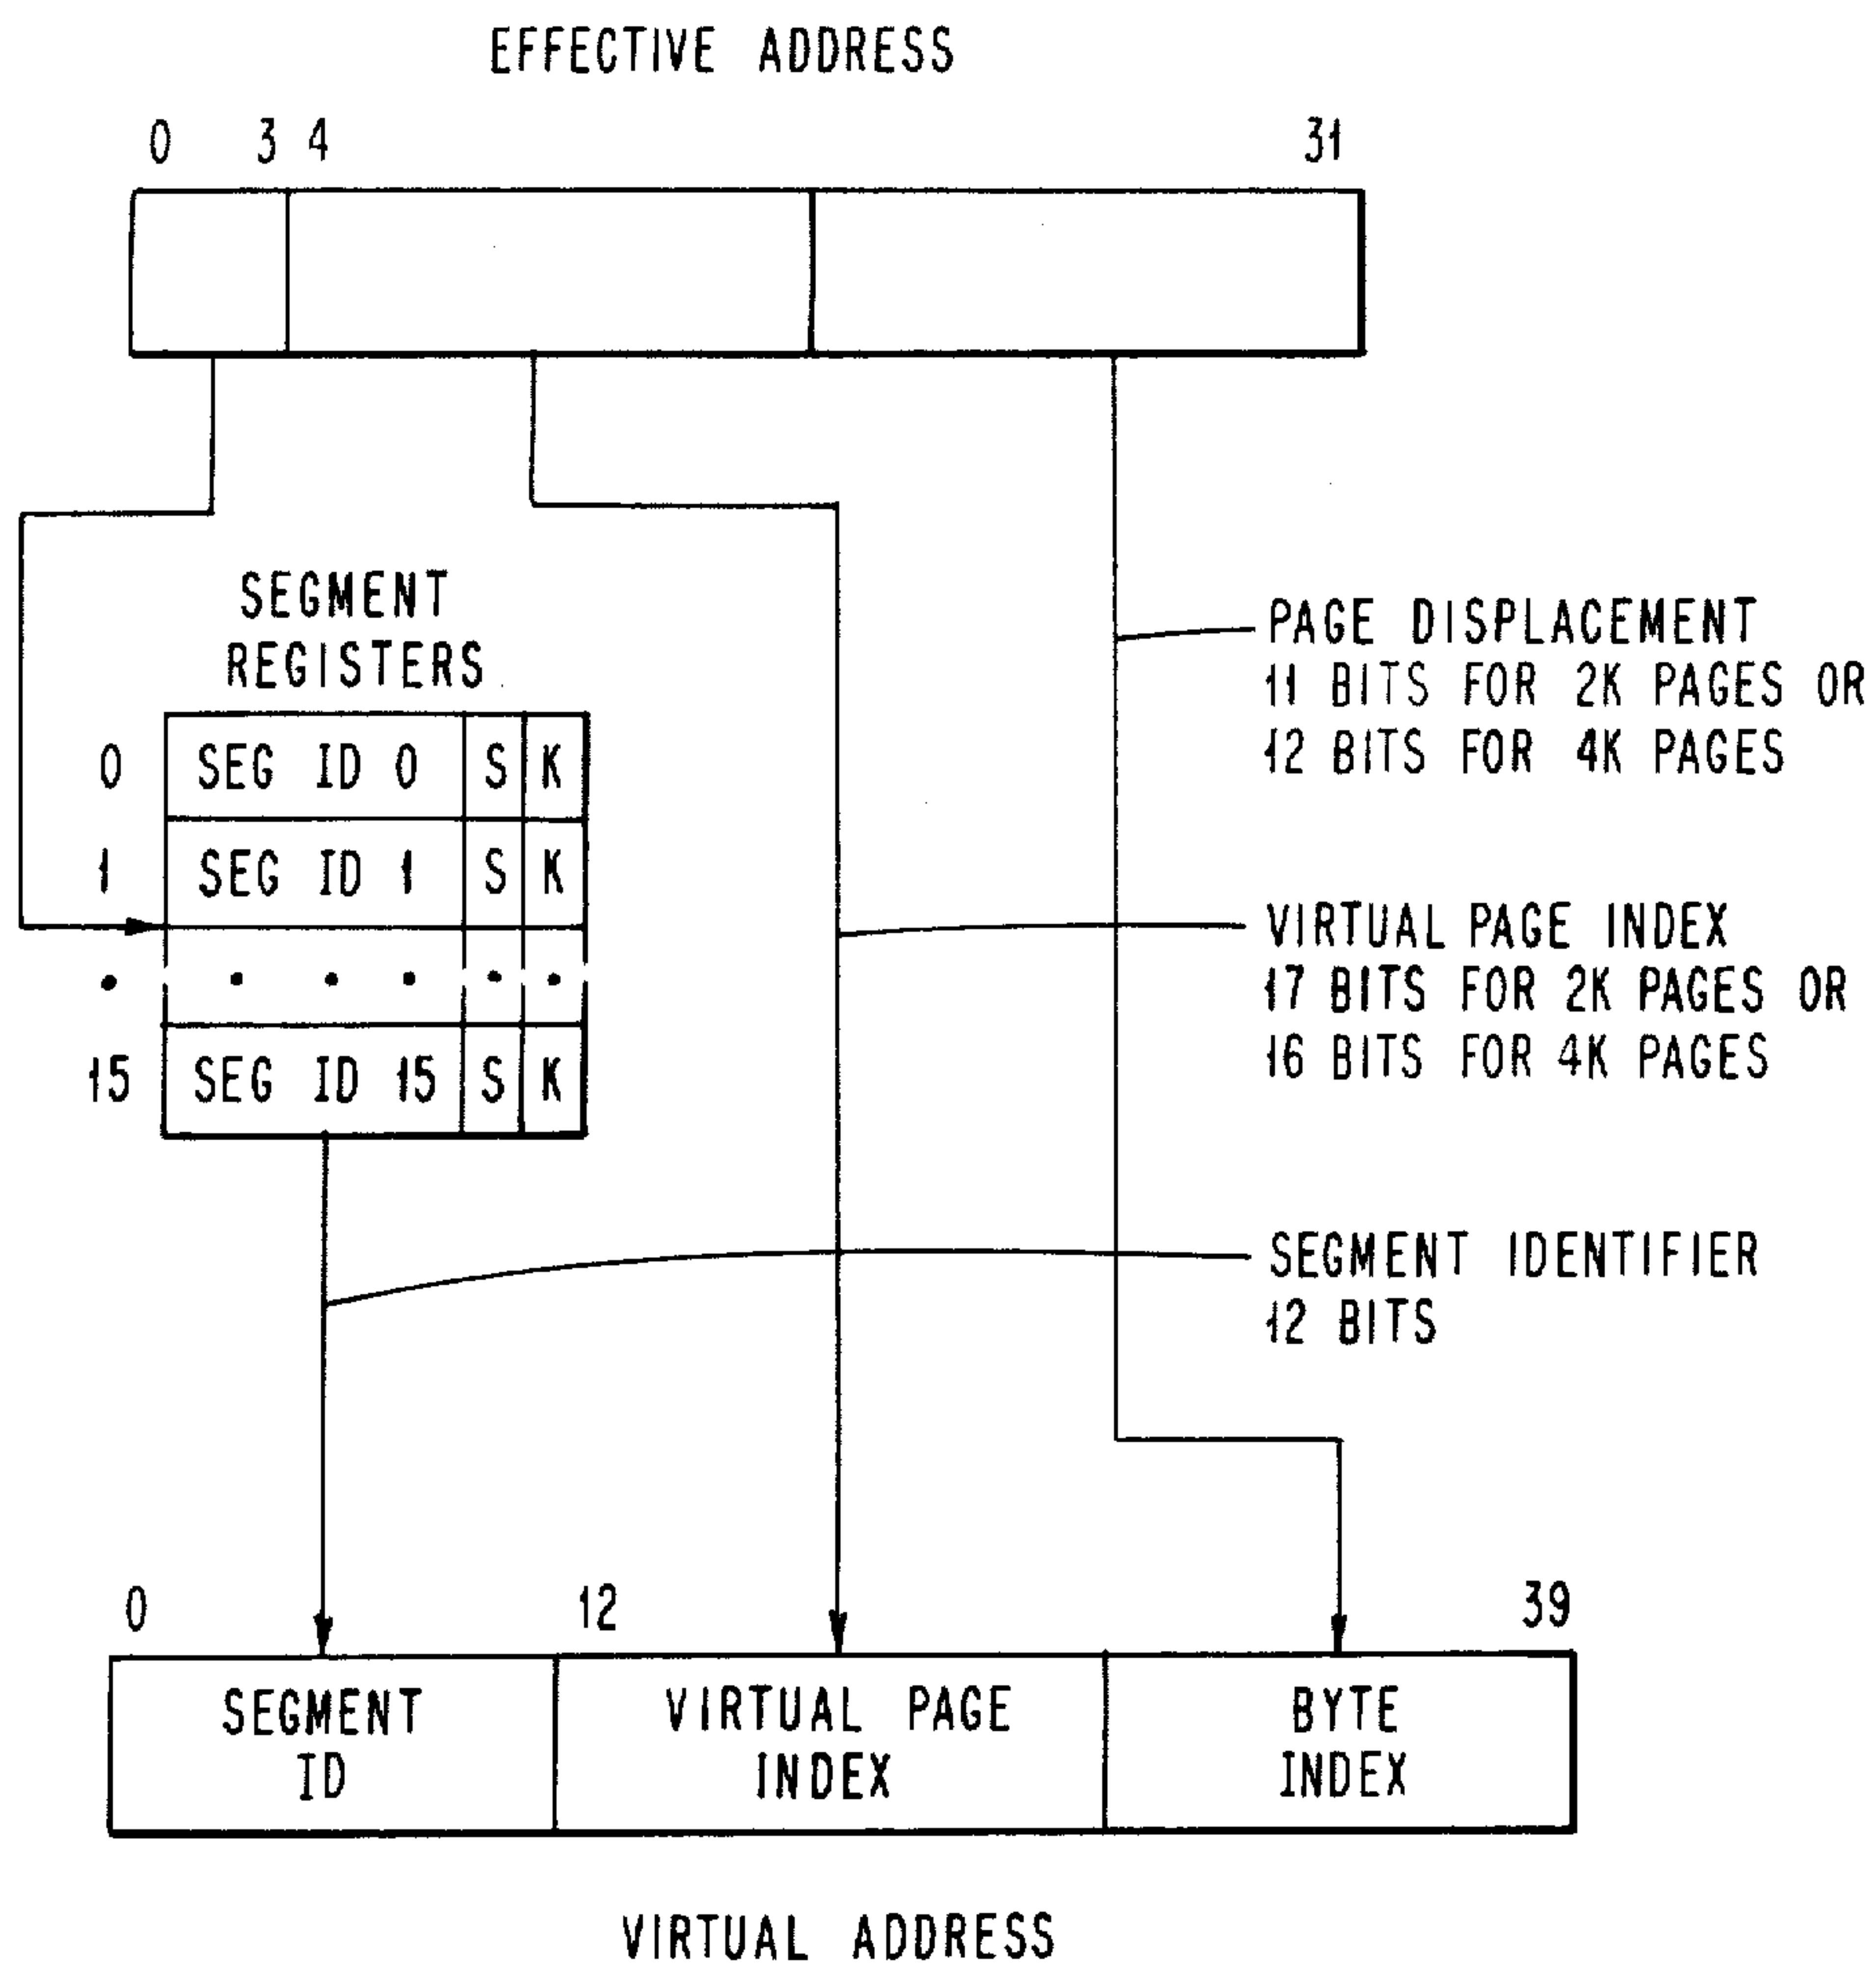 EFFECTIVE ADDRESS
0 3 4 31
SEGMENT
REGISTERS
0 SEG ID 0 S K
1 SEG ID 1 S K
15 SEG ID 15 S K
PAGE DISPLACEMENT
11 BITS FOR 2K PAGES OR
12 BITS FOR 4K PAGES
VIRTUAL PAGE INDEX
17 BITS FOR 2K PAGES OR
16 BITS FOR 4K PAGES
SEGMENT IDENTIFIER
12 BITS
0 12 39
SEGMENT
ID
VIRTUAL PAGE
INDEX
BYTE
INDEX
VIRTUAL ADDRESS